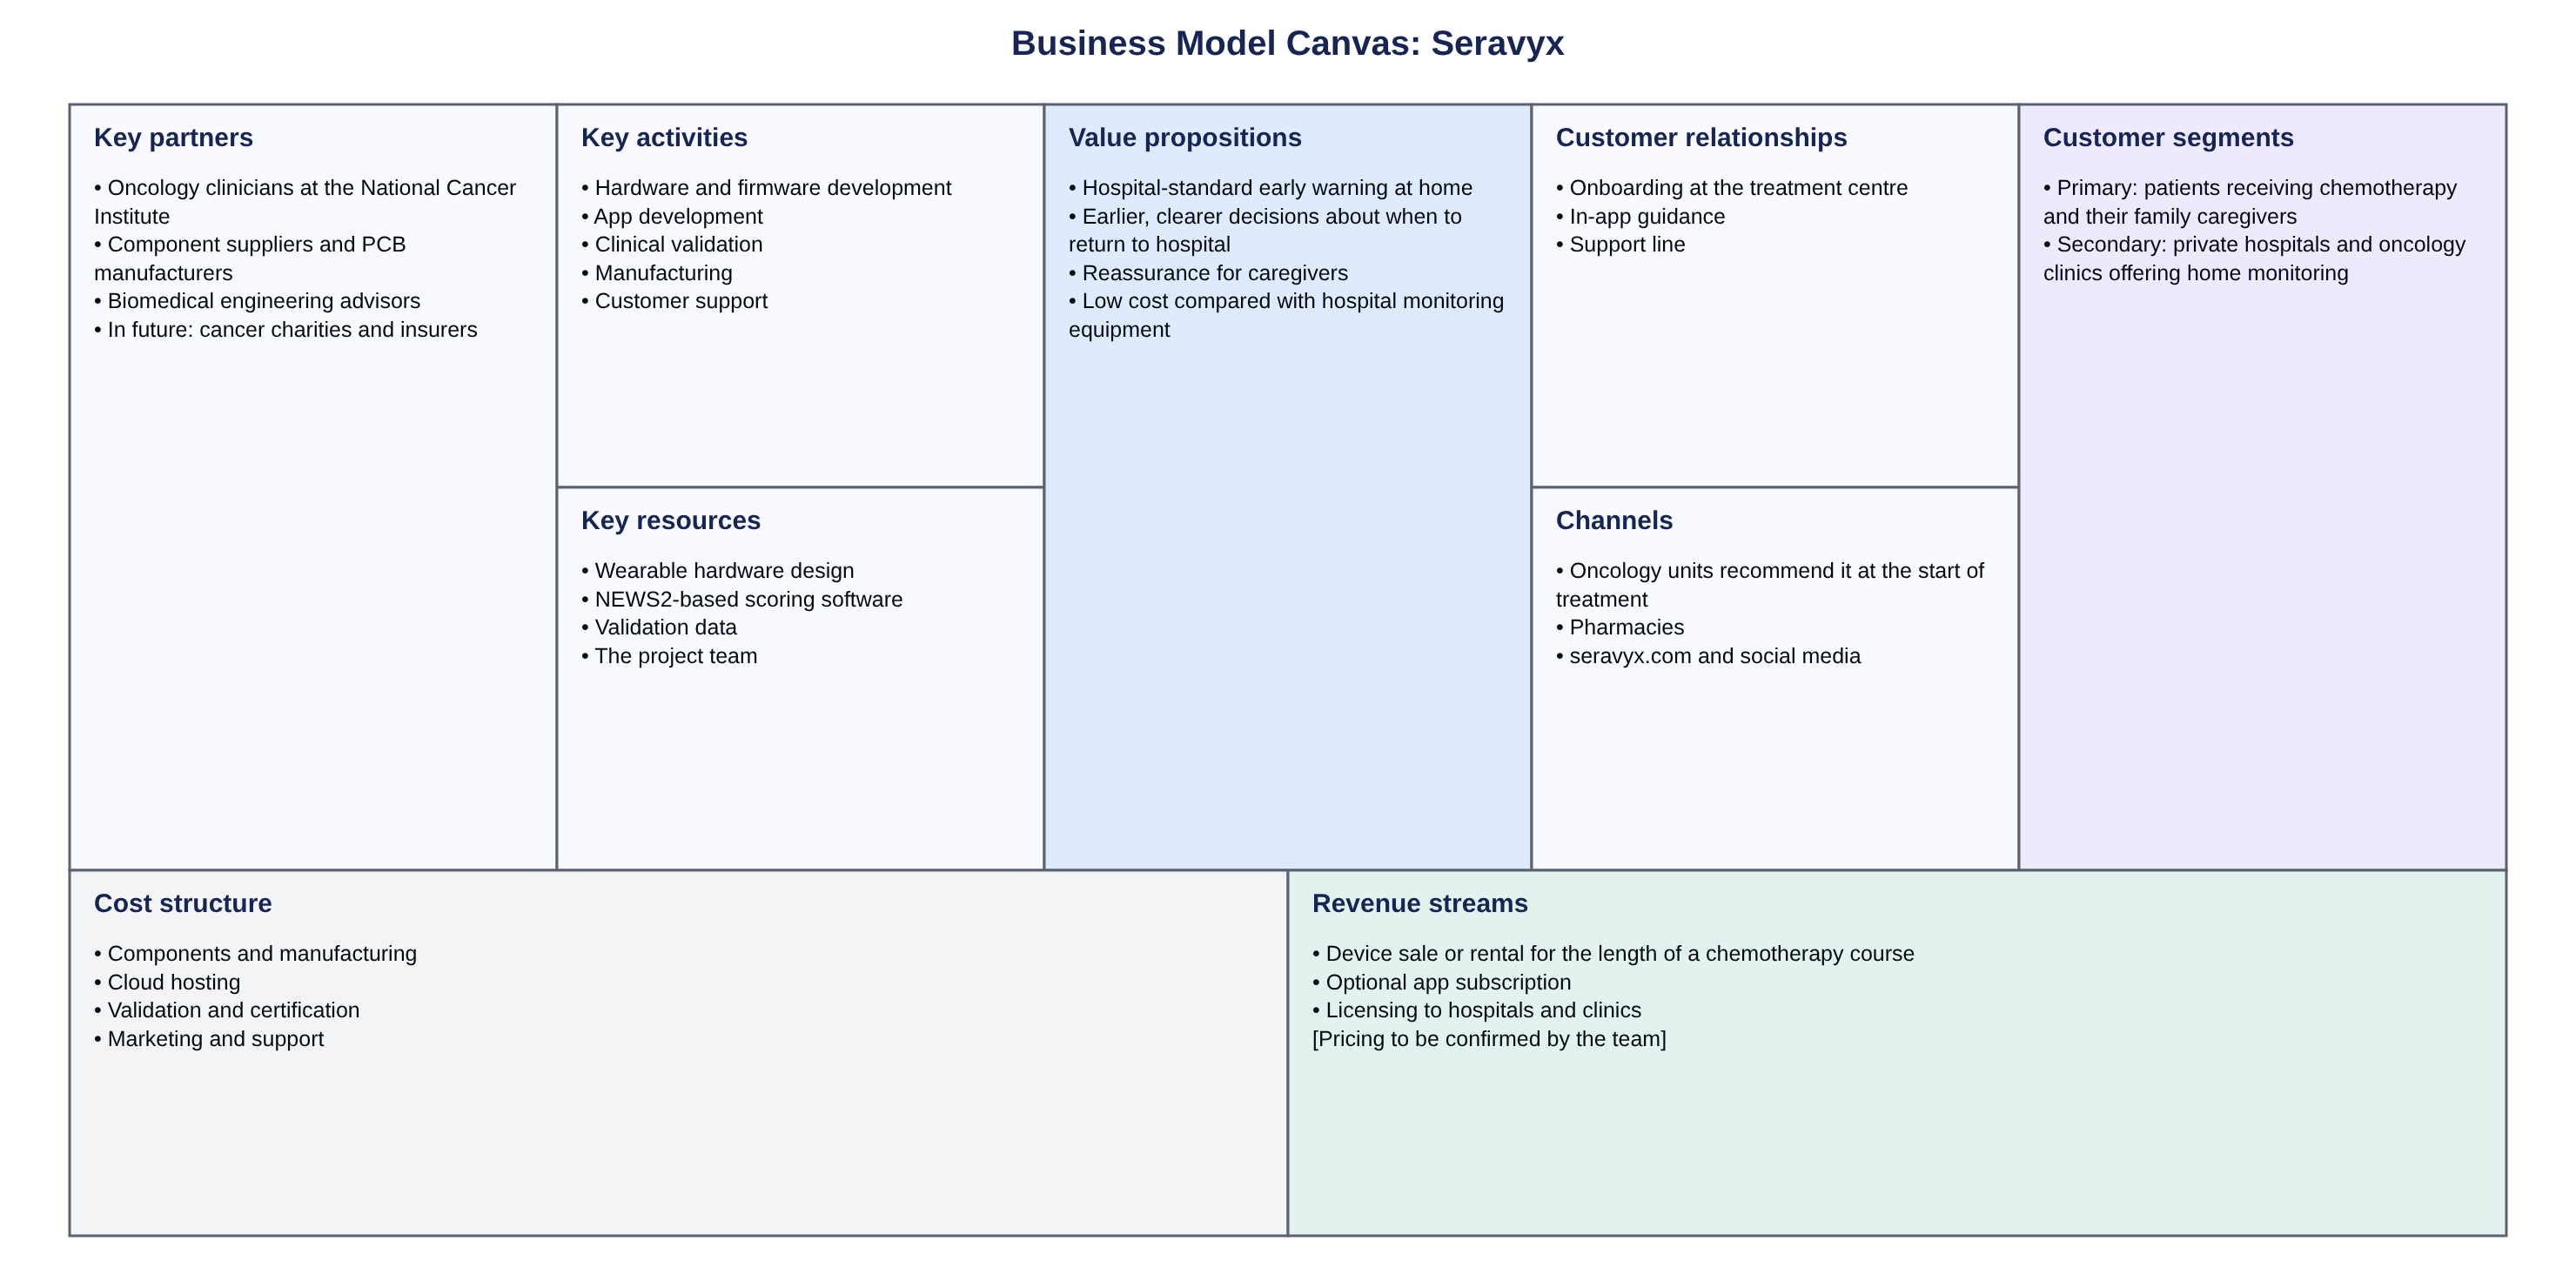 Business Model Canvas: Seravyx
Key partners
• Oncology clinicians at the National Cancer
Institute
• Component suppliers and PCB
manufacturers
• Biomedical engineering advisors
• In future: cancer charities and insurers
Key activities
• Hardware and firmware development
• App development
• Clinical validation
• Manufacturing
• Customer support
Key resources
• Wearable hardware design
• NEWS2-based scoring software
• Validation data
• The project team
Value propositions
• Hospital-standard early warning at home
• Earlier, clearer decisions about when to
return to hospital
• Reassurance for caregivers
• Low cost compared with hospital monitoring
equipment
Customer relationships
• Onboarding at the treatment centre
• In-app guidance
• Support line
Channels
• Oncology units recommend it at the start of
treatment
• Pharmacies
• seravyx.com and social media
Customer segments
• Primary: patients receiving chemotherapy
and their family caregivers
• Secondary: private hospitals and oncology
clinics offering home monitoring
Cost structure
• Components and manufacturing
• Cloud hosting
• Validation and certification
• Marketing and support
Revenue streams
• Device sale or rental for the length of a chemotherapy course
• Optional app subscription
• Licensing to hospitals and clinics
[Pricing to be confirmed by the team]